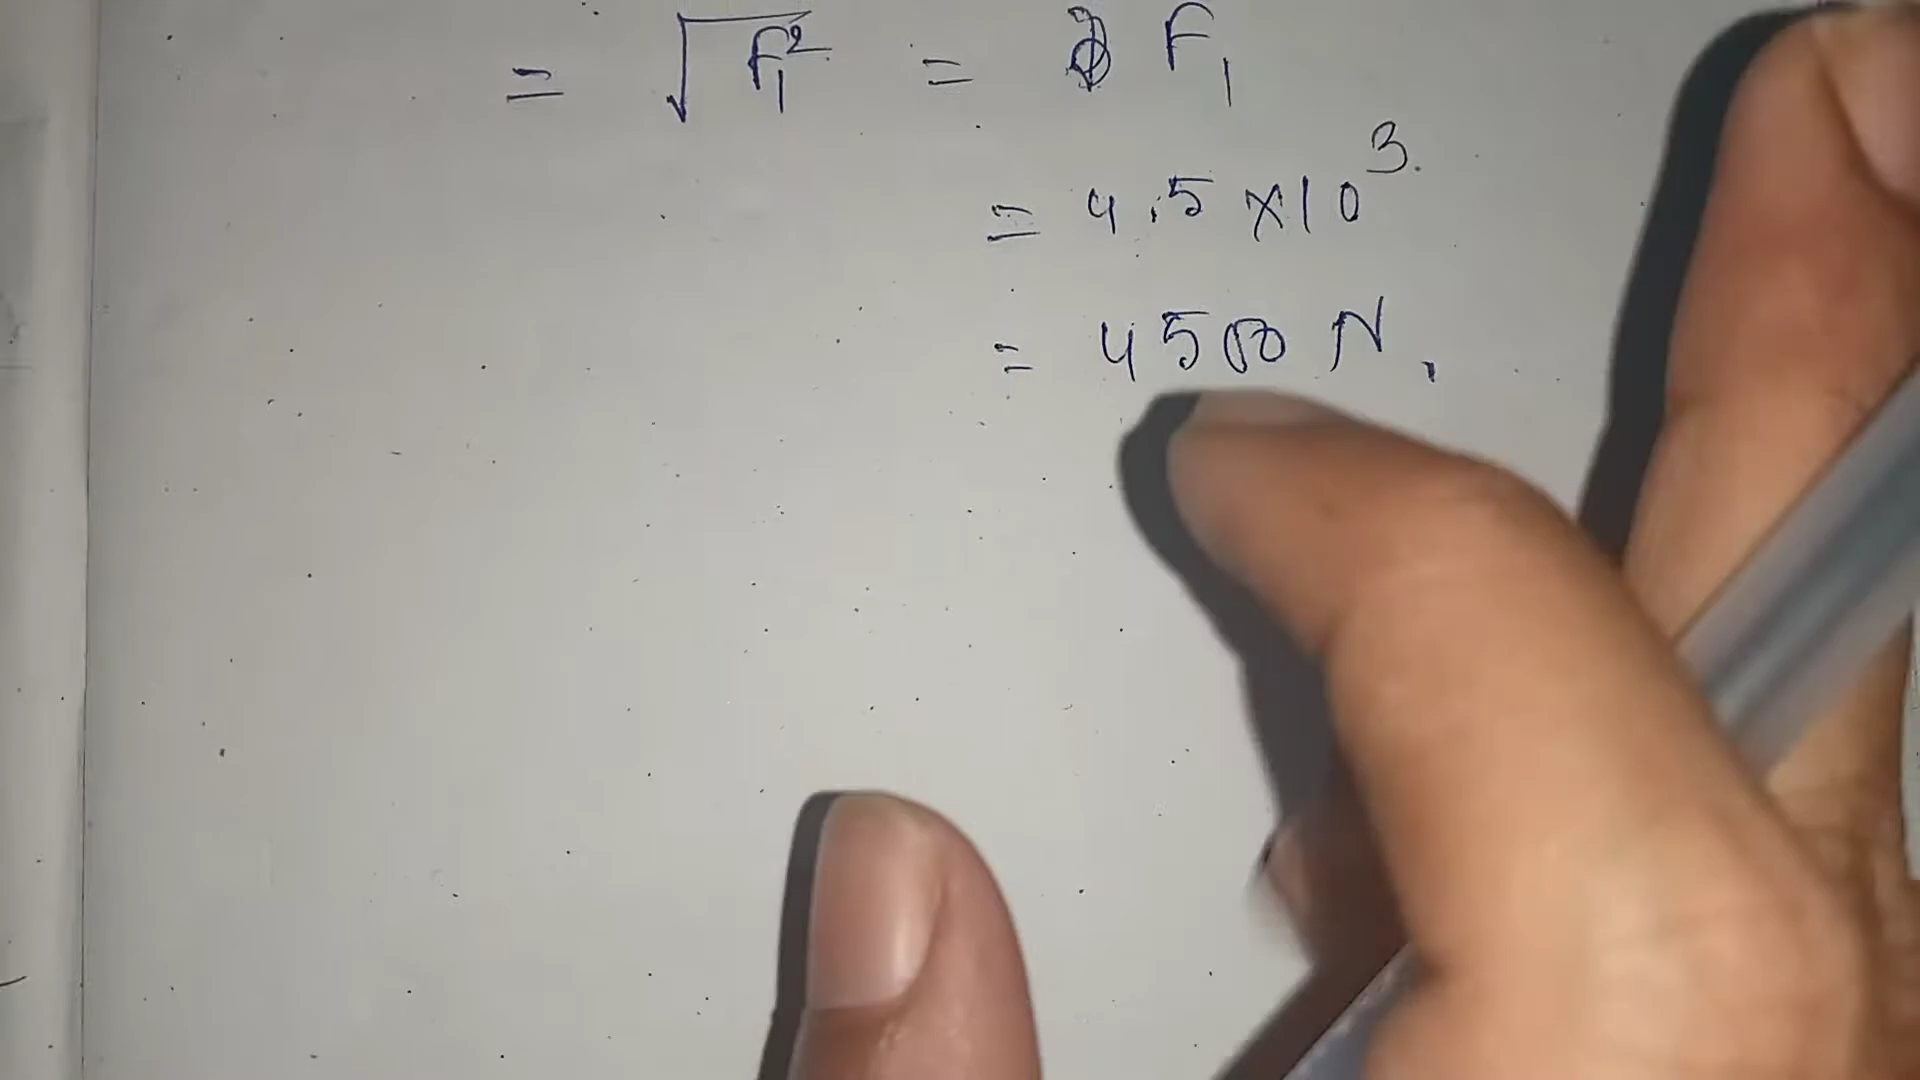 = √F₁² = F₁
= 4.5 × 10³
= 4500 N.